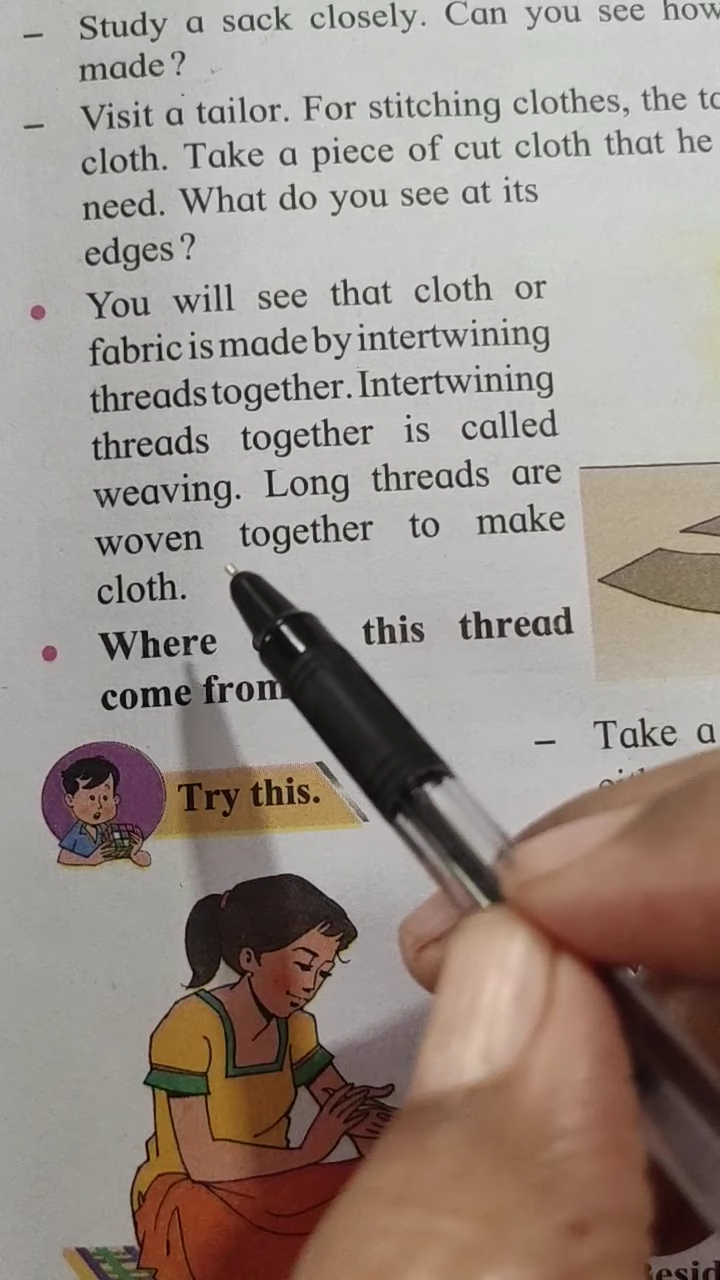 – Study a sack closely. Can you see how
made?
– Visit a tailor. For stitching clothes, the
cloth. Take a piece of cut cloth that he
need. What do you see at its
edges?
• You will see that cloth or
fabric is made by intertwining
threads together. Intertwining
threads together is called
weaving. Long threads are
woven together to make
cloth.
• Where this thread
come from
– Take a
Try this.